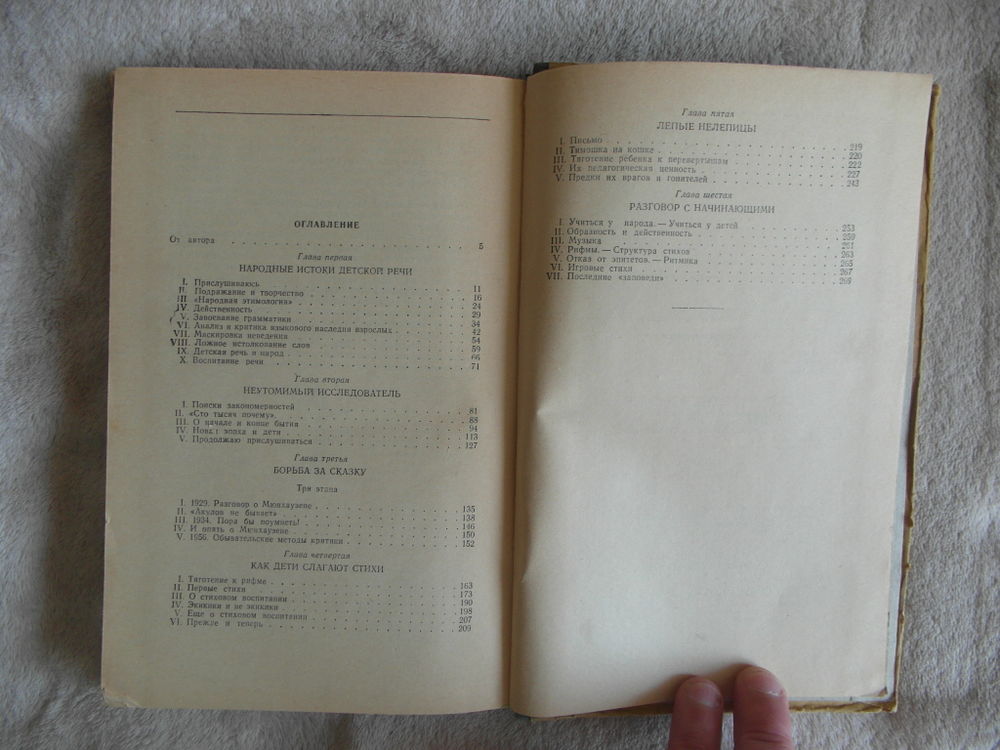 ОГЛАВЛЕНИЕ
От автора . . . 5
Глава первая
НАРОДНЫЕ ИСТОКИ ДЕТСКОЙ РЕЧИ
I. Прислушиваюсь . . . 11
II. Подражание и творчество . . . 16
III. «Народная этимология» . . . 24
IV. Действенность . . . 29
V. Завоевание грамматики . . . 34
VI. Анализ и критика языкового наследия взрослых . . . 42
VII. Маскировка неведения . . . 54
VIII. Ложное истолкование слов . . . 59
IX. Детская речь и народ . . . 66
X. Воспитание речи . . . 71
Глава вторая
НЕУТОМИМЫЙ ИССЛЕДОВАТЕЛЬ
I. Поиски закономерностей . . . 81
II. «Сто тысяч почему» . . . 88
III. О начале и конце бытия . . . 94
IV. Новая эпоха и дети . . . 113
V. Продолжаю прислушиваться . . . 127
Глава третья
БОРЬБА ЗА СКАЗКУ
Три этапа
I. 1929. Разговор о Мюнхаузене . . . 135
II. «Акулов не бывает» . . . 138
III. 1934. Пора бы поумнеть! . . . 146
IV. И опять о Мюнхаузене . . . 150
V. 1956. Обывательские методы критики . . . 152
Глава четвертая
КАК ДЕТИ СЛАГАЮТ СТИХИ
I. Тяготение к рифме . . . 163
II. Первые стихи . . . 173
III. О стиховом воспитании . . . 190
IV. Экикики и не экикики . . . 198
V. Еще о стиховом воспитании . . . 207
VI. Прежде и теперь . . . 209
Глава пятая
ЛЕПЫЕ НЕЛЕПИЦЫ
I. Письмо . . . 219
II. Тимошка на кошке . . . 220
III. Тяготение ребенка к перевертышам . . . 222
IV. Их педагогическая ценность . . . 227
V. Предки их врагов и гонителей . . . 243
Глава шестая
РАЗГОВОР С НАЧИНАЮЩИМИ
I. Учиться у народа. — Учиться у детей . . . 253
II. Образность и действенность . . . 259
III. Музыка . . . 261
IV. Рифмы. — Структура стихов . . . 263
V. Отказ от эпитетов. — Ритмика . . . 265
VI. Игровые стихи . . . 267
VII. Последние «заповеди» . . . 269